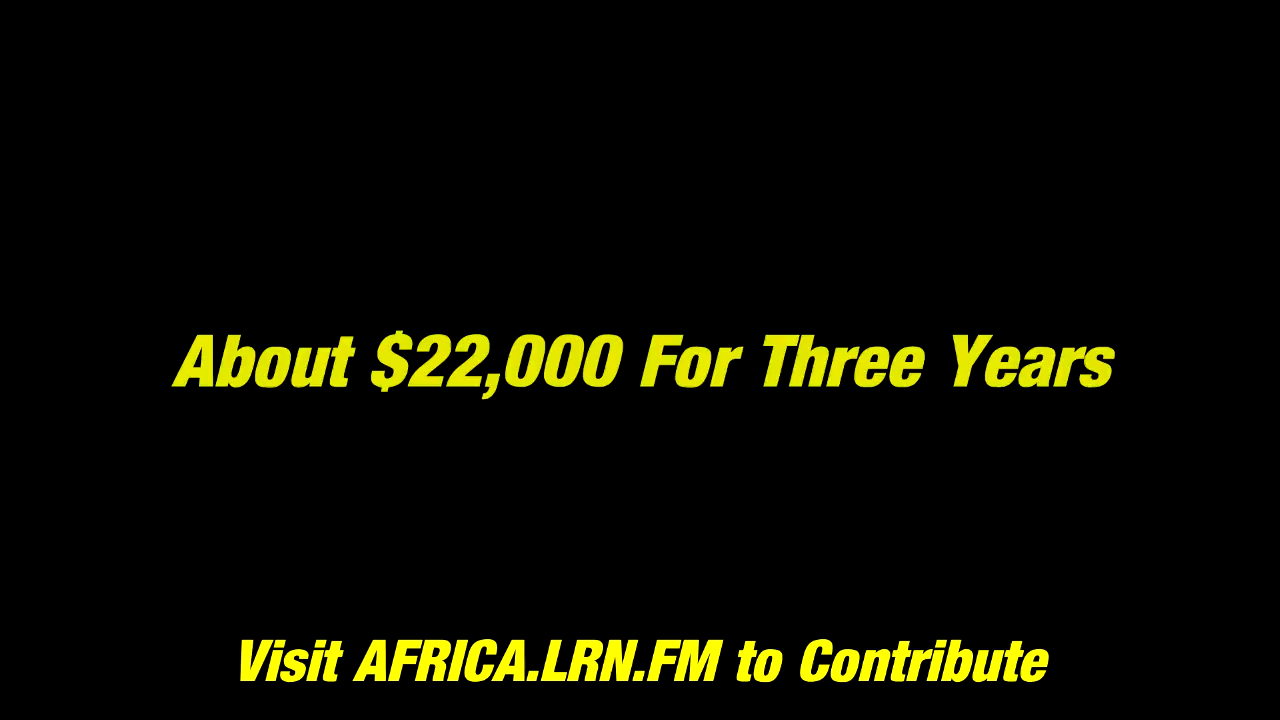 About $22,000 For Three Years
Visit AFRICA.LRN.FM to Contribute